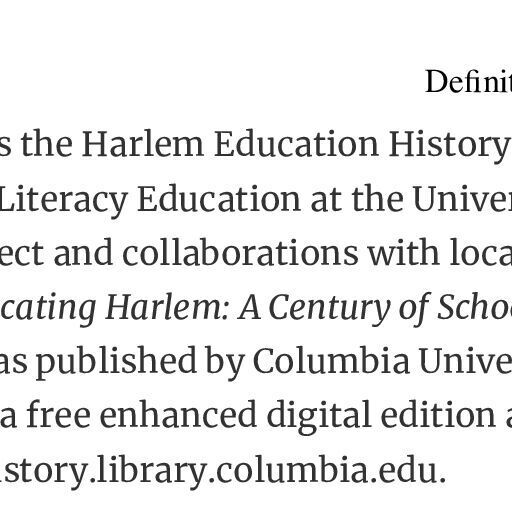 Definit
s the Harlem Education History
Literacy Education at the Univer
ect and collaborations with loca
cating Harlem: A Century of Schoo
as published by Columbia Unive
a free enhanced digital edition a
istory.library.columbia.edu.